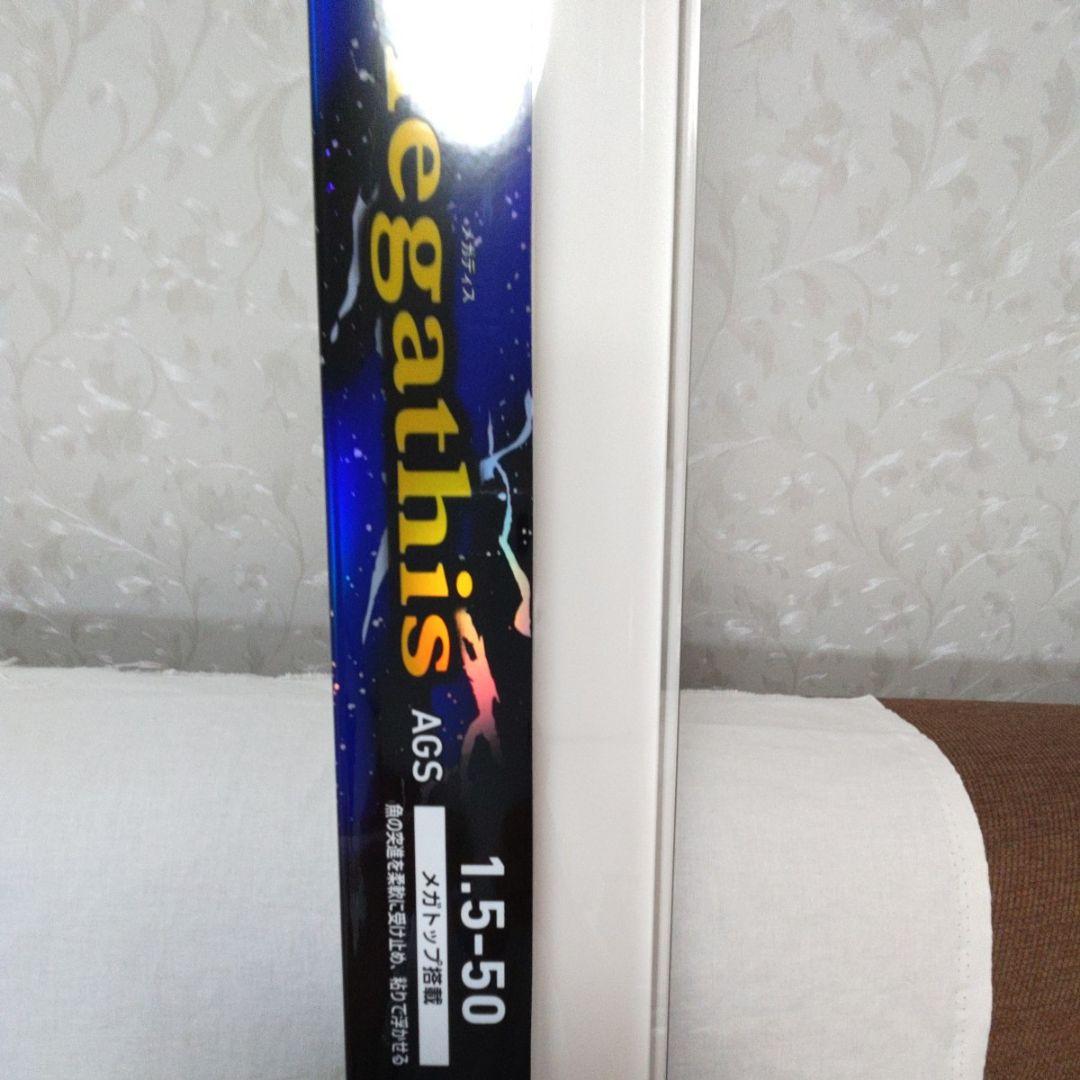 メガティス
egathis AGS
1.5-50
メガトップ搭載
魚の突進を柔軟に受け止め、粘りで浮かせる